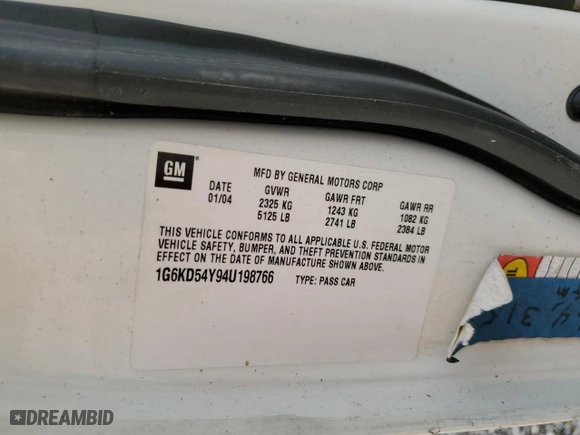 GM
MFD BY GENERAL MOTORS CORP
DATE GVWR GAWR FRT GAWR RR
01/04 2325 KG 1243 KG 1082 KG
5125 LB 2741 LB 2384 LB
THIS VEHICLE CONFORMS TO ALL APPLICABLE U.S. FEDERAL MOTOR
VEHICLE SAFETY, BUMPER, AND THEFT PREVENTION STANDARDS IN
EFFECT ON THE DATE OF MANUFACTURE SHOWN ABOVE.
1G6KD54Y94U198766 TYPE: PASS CAR
DREAMBID